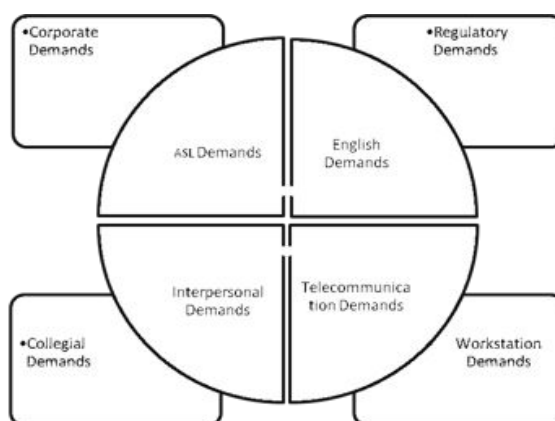 •Corporate
Demands
•Regulatory
Demands
ASL Demands
English
Demands
Interpersonal
Demands
Telecommunica
tion Demands
•Collegial
Demands
Workstation
Demands